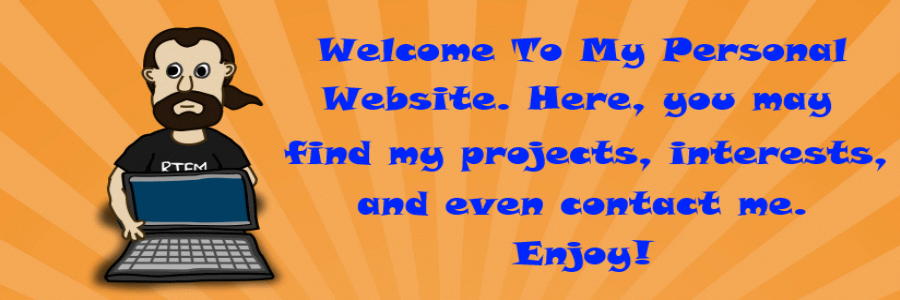 Welcome To My Personal
Website. Here, you may
find my projects, interests,
and even contact me.
Enjoy!
RTFM